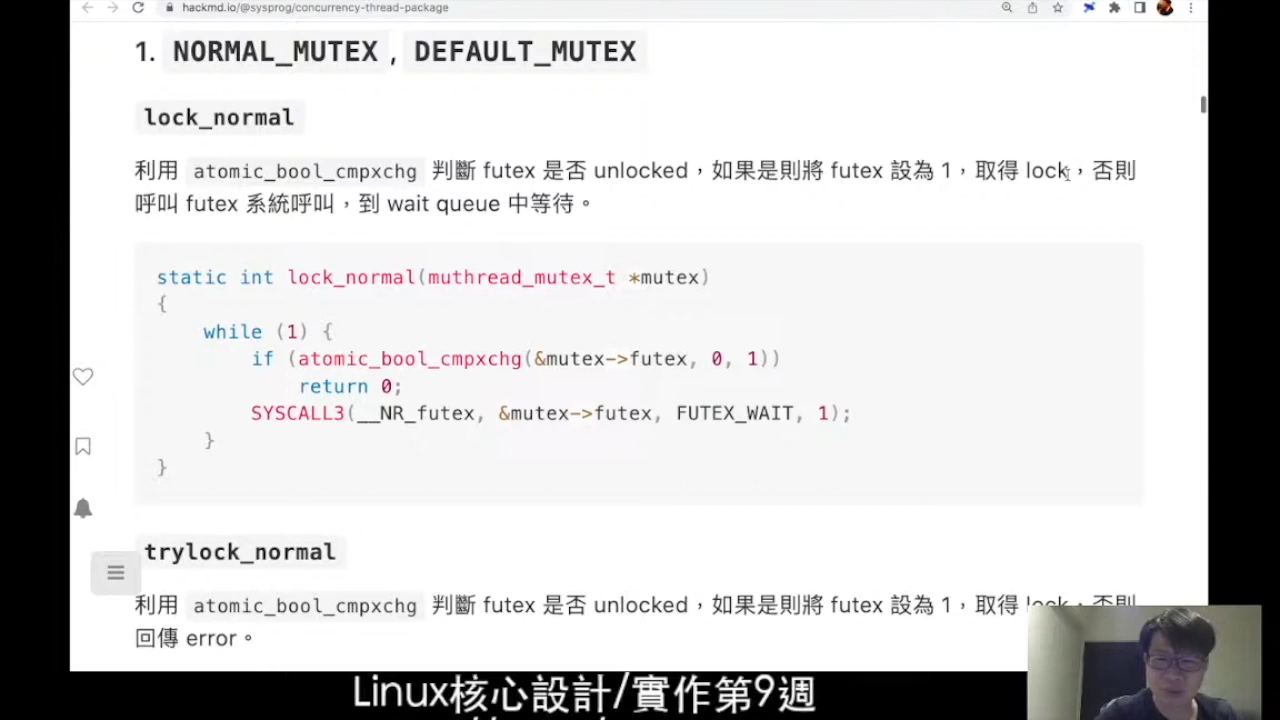 hackmd.io/@sysprog/concurrency-thread-package
1. NORMAL_MUTEX, DEFAULT_MUTEX
lock_normal
利用 atomic_bool_cmpxchg 判斷 futex 是否 unlocked，如果是則將 futex 設為 1，取得 lock，否則
呼叫 futex 系統呼叫，到 wait queue 中等待。
static int lock_normal(muthread_mutex_t *mutex)
{
while (1) {
if (atomic_bool_cmpxchg(&mutex->futex, 0, 1))
return 0;
SYSCALL3(__NR_futex, &mutex->futex, FUTEX_WAIT, 1);
}
}
trylock_normal
利用 atomic_bool_cmpxchg 判斷 futex 是否 unlocked，如果是則將 futex 設為 1，取得 lock，否則
回傳 error。
Linux核心設計/實作第9週